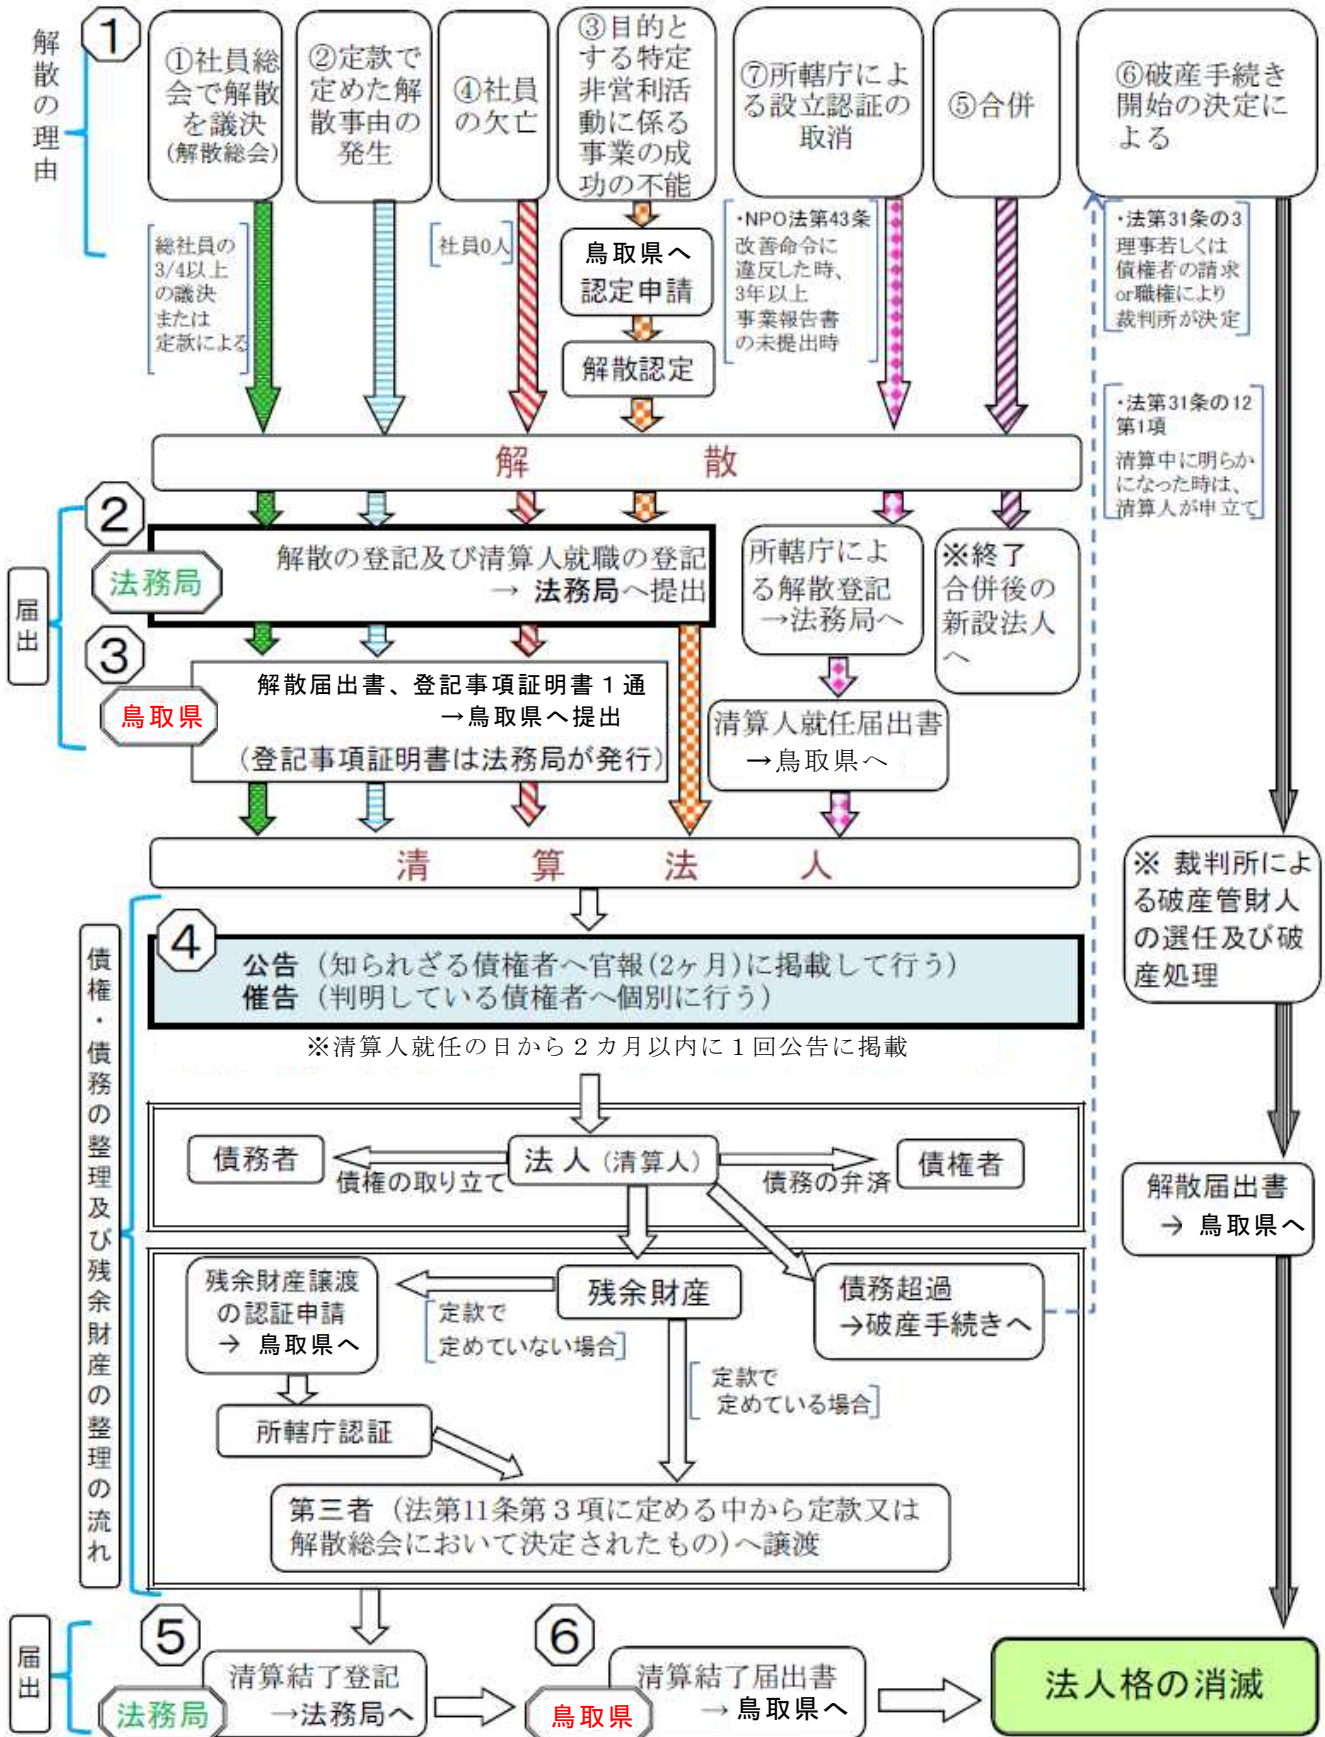 解散の理由
1
①社員総
会で解散
を議決
(解散総会)
②定款で
定めた解
散事由の
発生
④社員
の欠亡
③目的と
する特定
非営利活
動に係る
事業の成
功の不能
⑦所轄庁によ
る設立認証の
取消
⑤合併
⑥破産手続き
開始の決定に
よる
総社員の
3/4以上
の議決
または
定款による
社員0人
鳥取県へ
認定申請
解散認定
・NPO法第43条
改善命令に
違反した時、
3年以上
事業報告書
の未提出時
・法第31条の3
理事若しくは
債権者の請求
or職権により
裁判所が決定
・法第31条の12
第1項
清算中に明らか
になった時は、
清算人が申立て
解散
届出
2
法務局
解散の登記及び清算人就職の登記
→ 法務局へ提出
所轄庁によ
る解散登記
→法務局へ
※終了
合併後の
新設法人
へ
3
鳥取県
解散届出書、登記事項証明書１通
→鳥取県へ提出
(登記事項証明書は法務局が発行)
清算人就任届出書
→鳥取県へ
清算法人
※ 裁判所によ
る破産管財人
の選任及び破
産処理
債権・債務の整理及び残余財産の整理の流れ
4
公告（知られざる債権者へ官報(2ヶ月)に掲載して行う）
催告（判明している債権者へ個別に行う）
※清算人就任の日から２カ月以内に１回公告に掲載
債務者
債権の取り立て
法人（清算人）
債務の弁済
債権者
解散届出書
→ 鳥取県へ
残余財産譲渡
の認証申請
→ 鳥取県へ
定款で
定めていない場合
残余財産
債務超過
→破産手続きへ
定款で
定めている場合
所轄庁認証
第三者（法第11条第３項に定める中から定款又は
解散総会において決定されたもの）へ譲渡
届出
5
法務局
清算結了登記
→法務局へ
6
鳥取県
清算結了届出書
→ 鳥取県へ
法人格の消滅